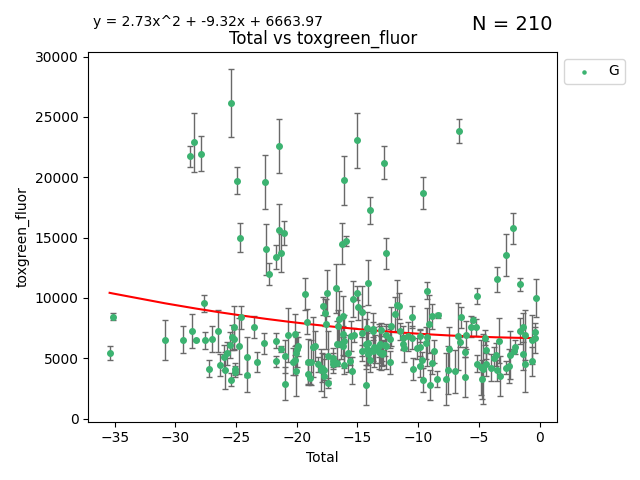 y = 2.73x^2 + -9.32x + 6663.97
N = 210
Total vs toxgreen_fluor
30000
25000
20000
15000
10000
5000
0
toxgreen_fluor
−35
−30
−25
−20
−15
−10
−5
0
Total
G